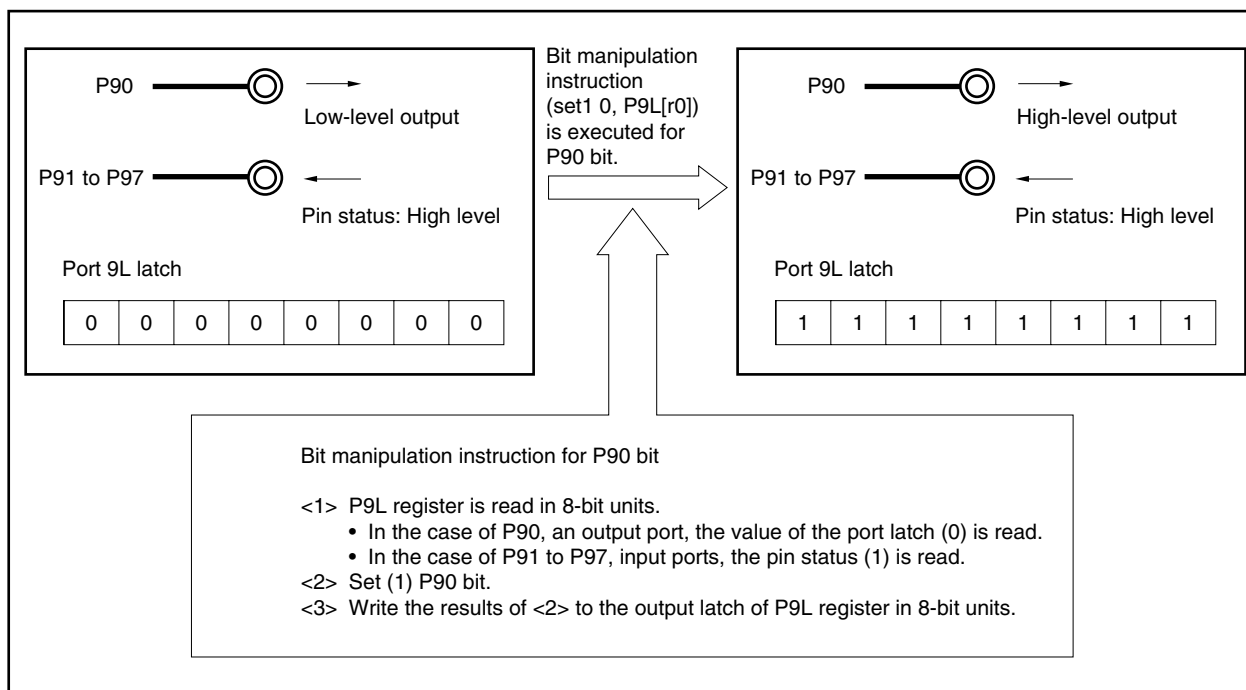 P90
Low-level output
P91 to P97
Pin status: High level
Port 9L latch
0 0 0 0 0 0 0 0
Bit manipulation
instruction
(set1 0, P9L[r0])
is executed for
P90 bit.
P90
High-level output
P91 to P97
Pin status: High level
Port 9L latch
1 1 1 1 1 1 1 1
Bit manipulation instruction for P90 bit
<1> P9L register is read in 8-bit units.
• In the case of P90, an output port, the value of the port latch (0) is read.
• In the case of P91 to P97, input ports, the pin status (1) is read.
<2> Set (1) P90 bit.
<3> Write the results of <2> to the output latch of P9L register in 8-bit units.